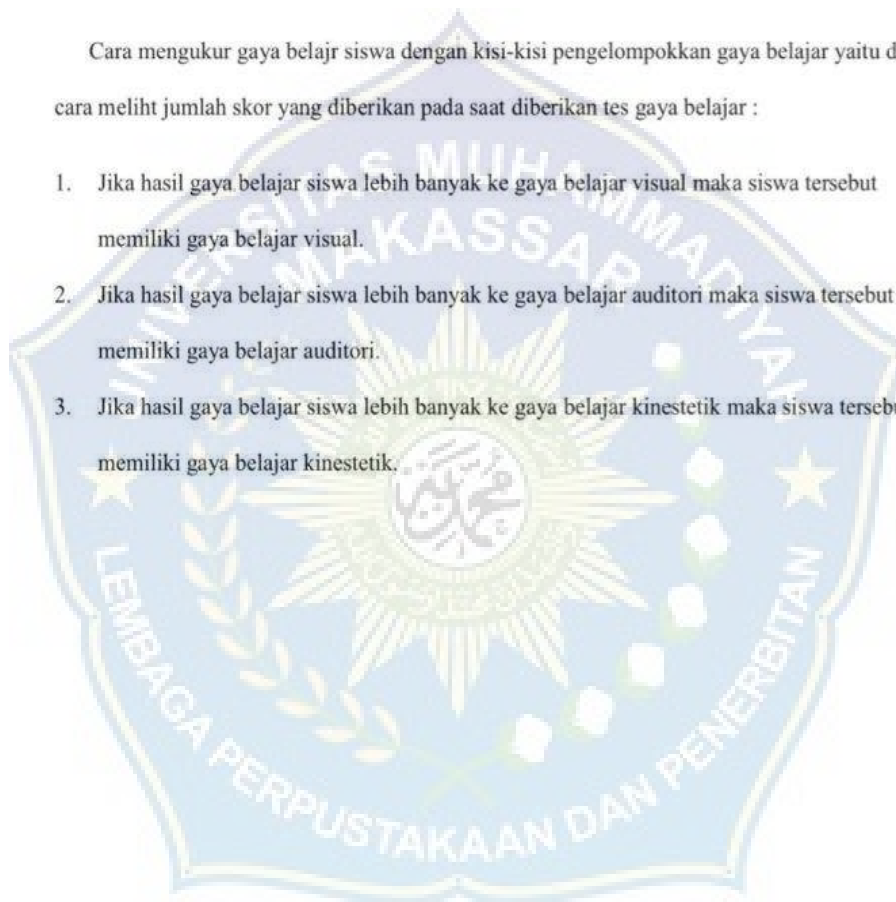 Cara mengukur gaya belajr siswa dengan kisi-kisi pengelompokkan gaya belajar yaitu d
cara meliht jumlah skor yang diberikan pada saat diberikan tes gaya belajar :
1. Jika hasil gaya belajar siswa lebih banyak ke gaya belajar visual maka siswa tersebut
memiliki gaya belajar visual.
2. Jika hasil gaya belajar siswa lebih banyak ke gaya belajar auditori maka siswa tersebut
memiliki gaya belajar auditori.
3. Jika hasil gaya belajar siswa lebih banyak ke gaya belajar kinestetik maka siswa tersebu
memiliki gaya belajar kinestetik.
UNIVERSITAS MUHAMMADIYAH
MAKASSAR
LEMBAGA PERPUSTAKAAN DAN PENERBITAN